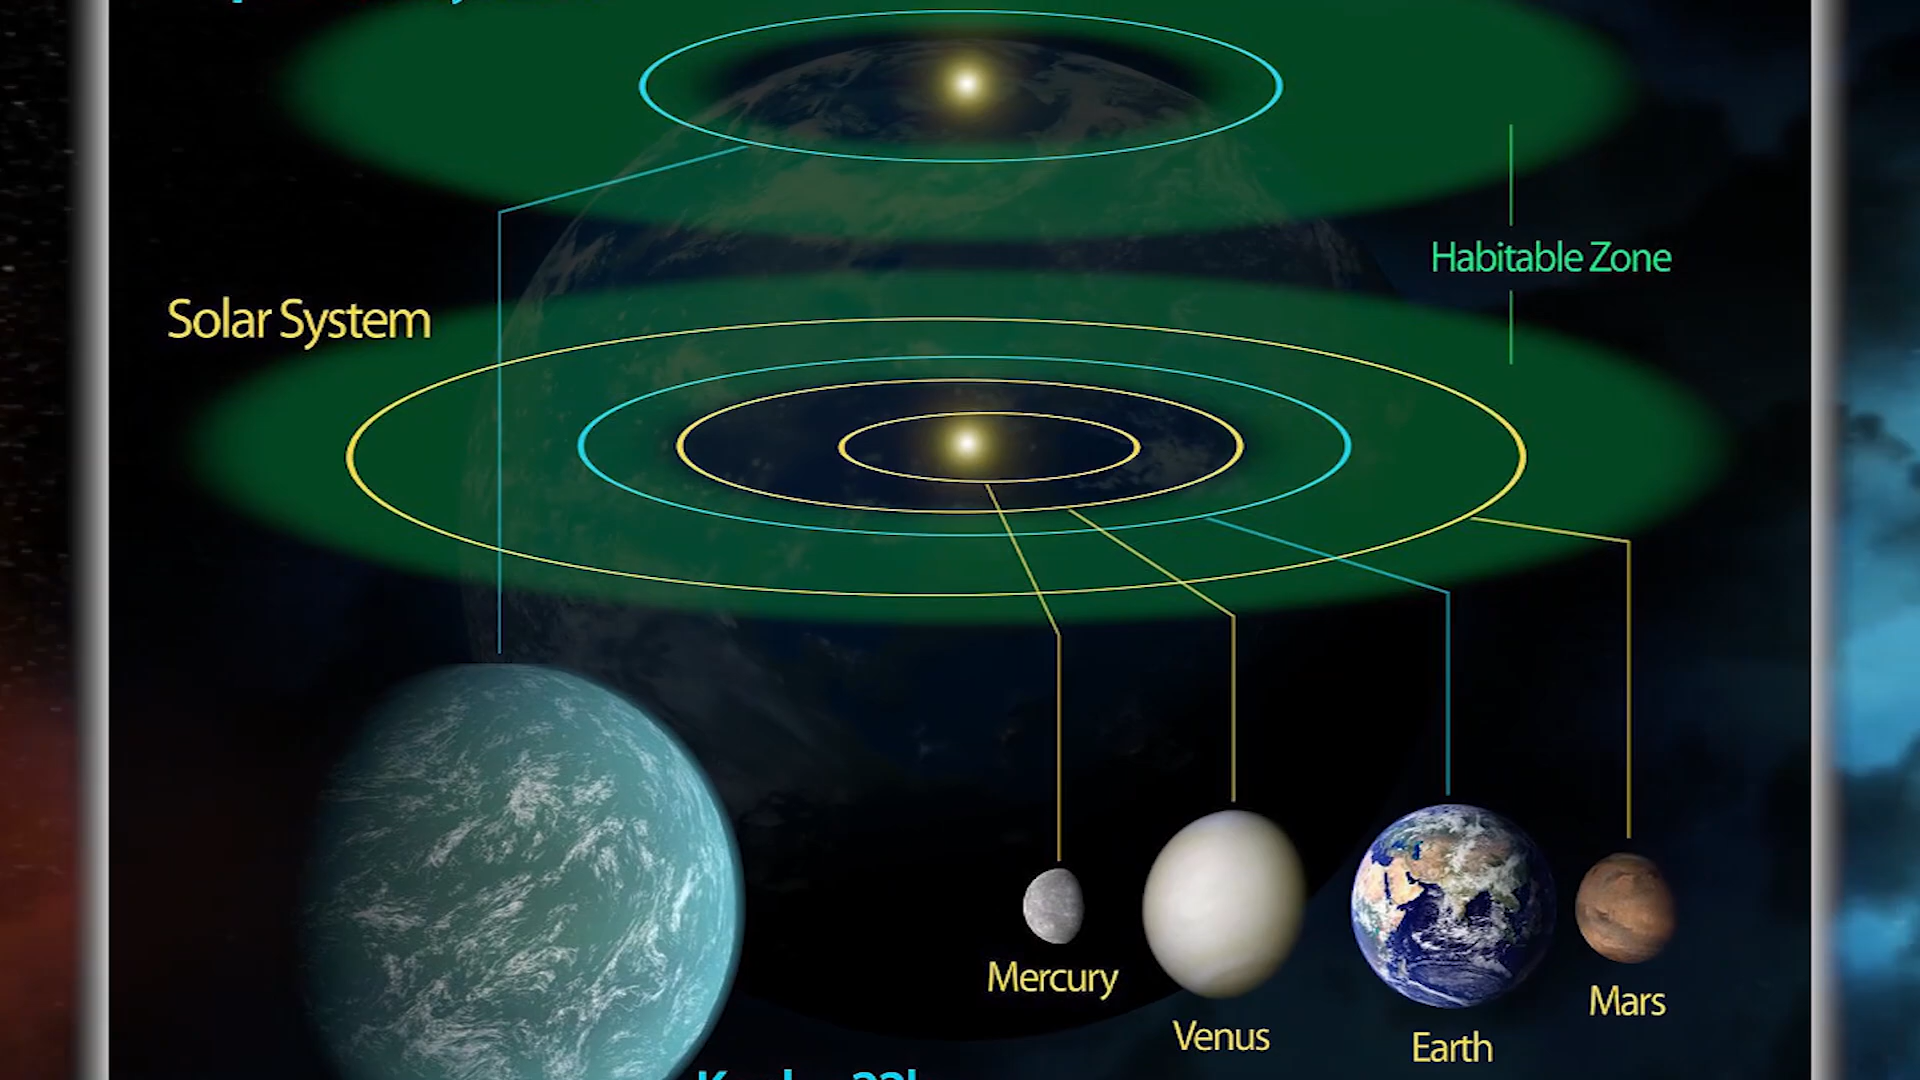 Habitable Zone
Solar System
Mercury
Venus
Earth
Mars